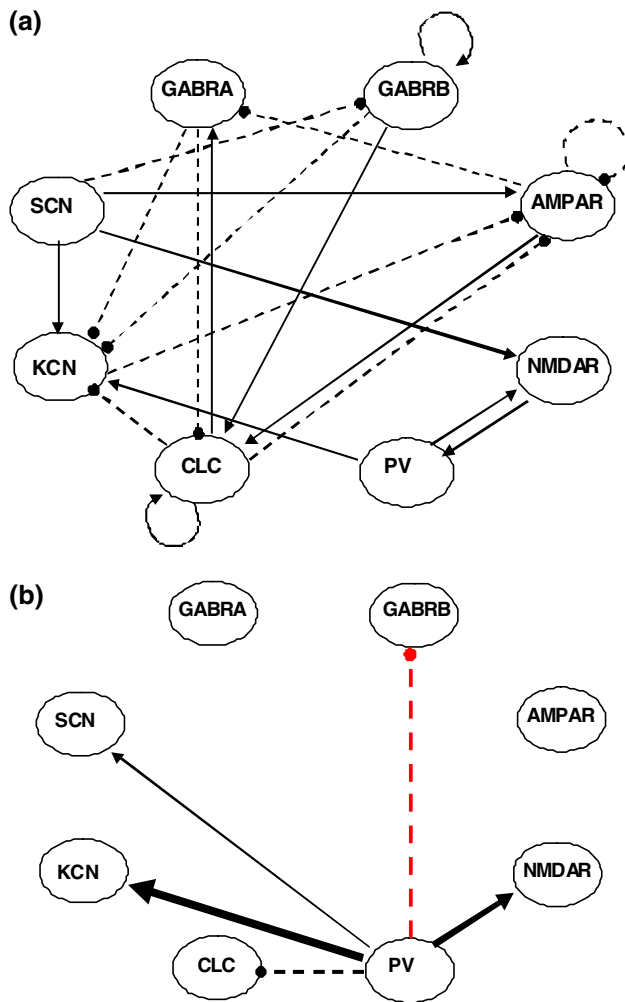 (a)
GABRA
GABRB
SCN
AMPAR
KCN
NMDAR
CLC
PV
(b)
GABRA
GABRB
SCN
AMPAR
KCN
NMDAR
CLC
PV